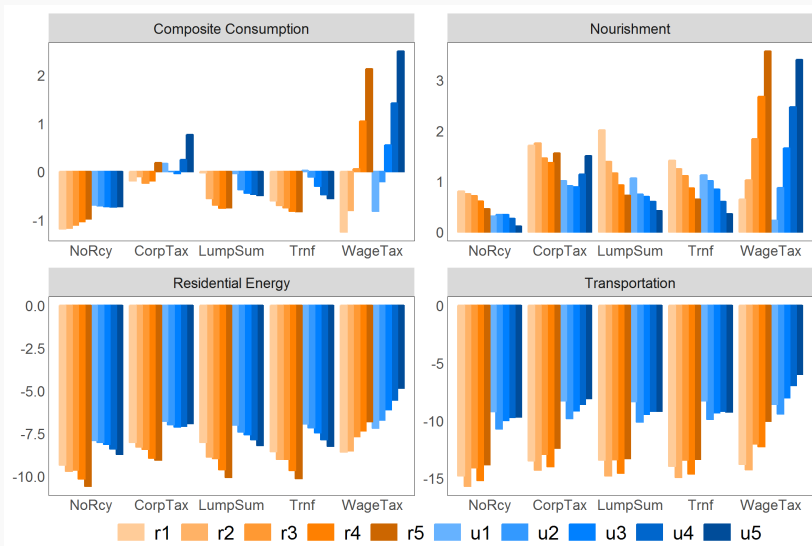 Composite Consumption
Nourishment
2
1
0
-1
3
2
1
0
NoRcy CorpTax LumpSum Trnf WageTax
NoRcy CorpTax LumpSum Trnf WageTax
Residential Energy
Transportation
0.0
-2.5
-5.0
-7.5
-10.0
0
-5
-10
-15
NoRcy CorpTax LumpSum Trnf WageTax
NoRcy CorpTax LumpSum Trnf WageTax
r1 r2 r3 r4 r5 u1 u2 u3 u4 u5